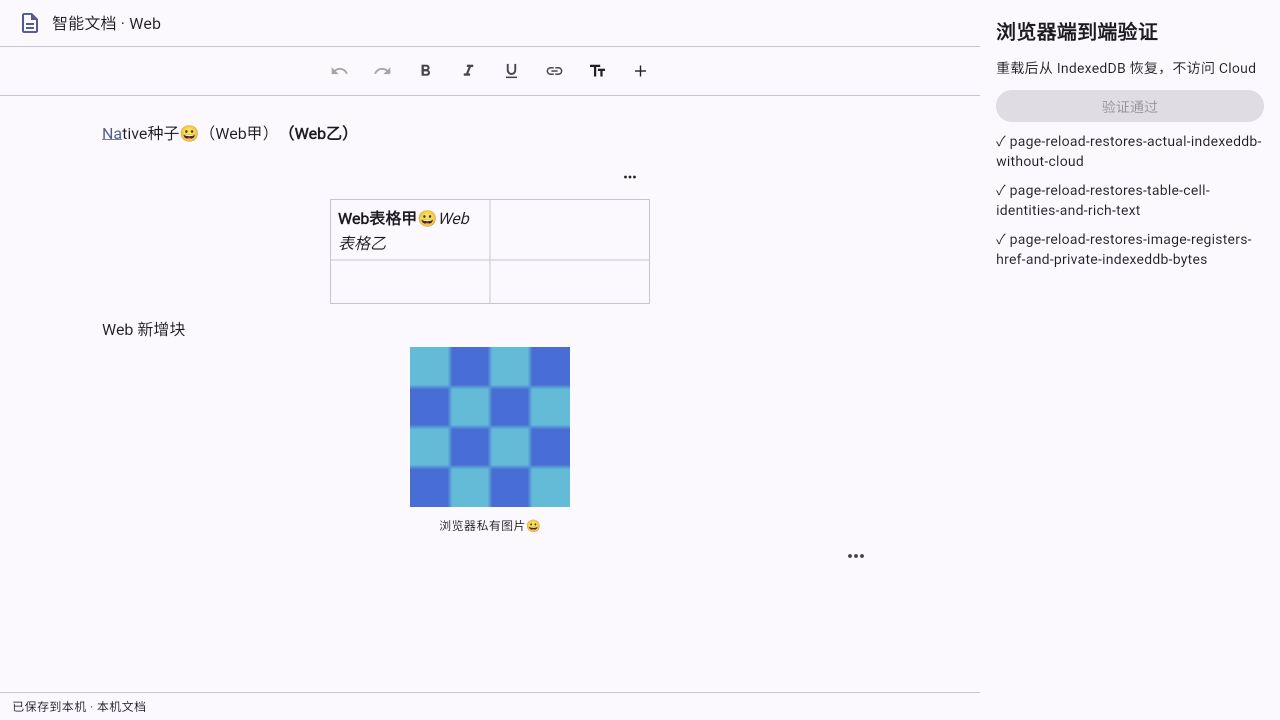 智能文档 · Web
B I U Tт +
Native种子😀（Web甲）（Web乙）
Web表格甲😀Web
表格乙
Web 新增块
浏览器私有图片😀
已保存到本机 · 本机文档
浏览器端到端验证
重载后从 IndexedDB 恢复，不访问 Cloud
验证通过
✓ page-reload-restores-actual-indexeddb-
without-cloud
✓ page-reload-restores-table-cell-
identities-and-rich-text
✓ page-reload-restores-image-registers-
href-and-private-indexeddb-bytes